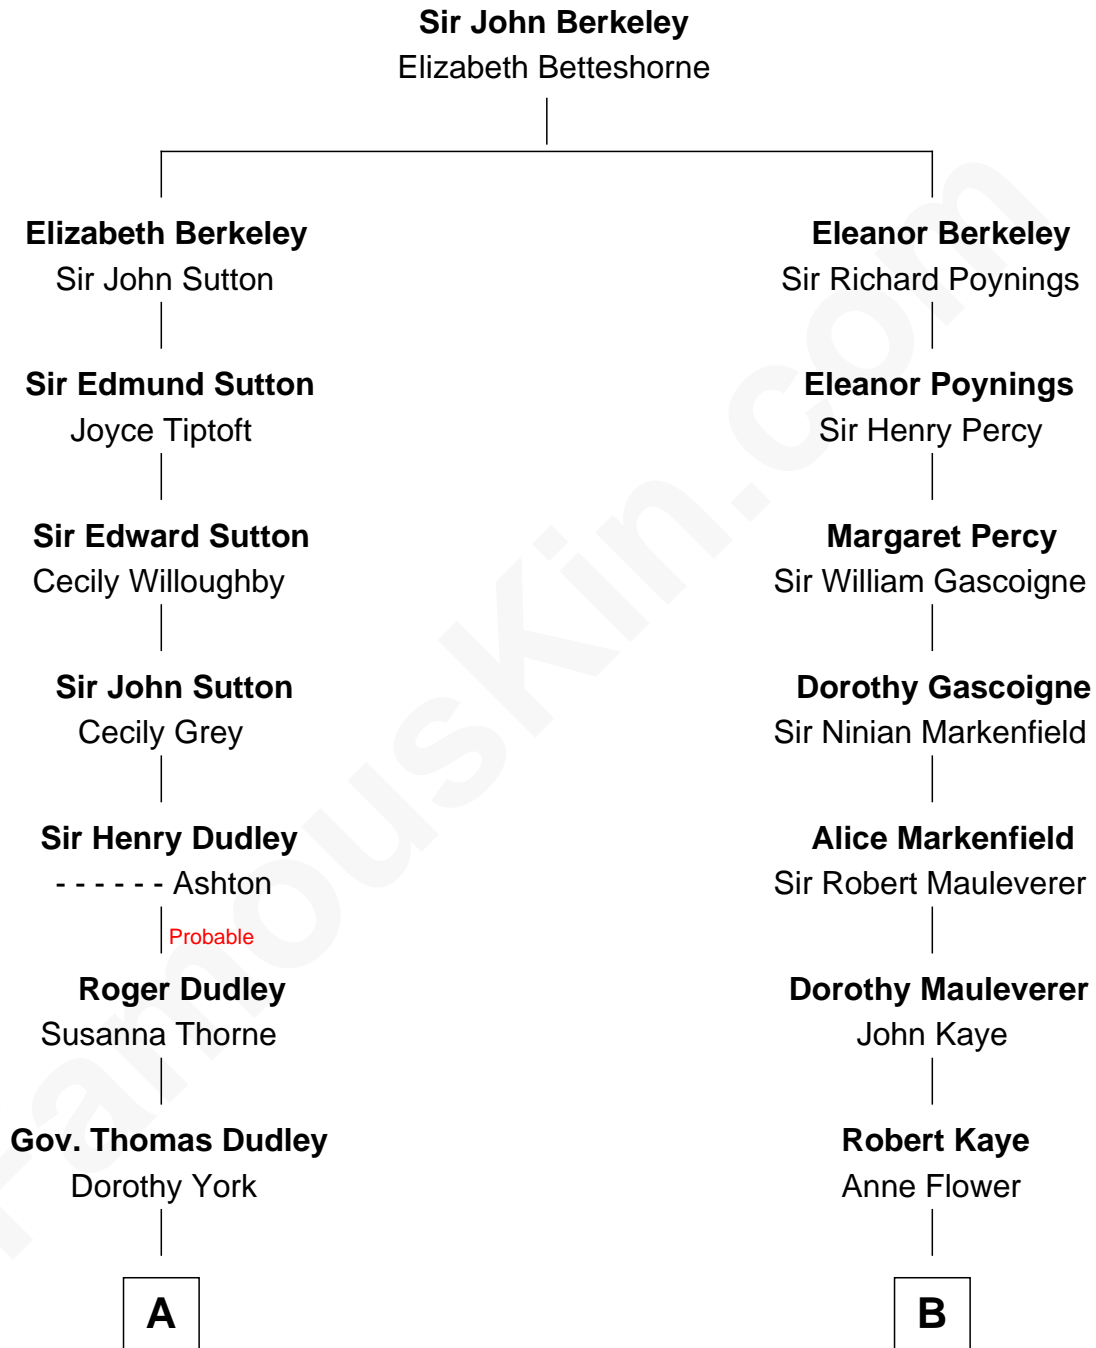 Sir John Berkeley
Elizabeth Betteshorne
Elizabeth Berkeley
Sir John Sutton
Eleanor Berkeley
Sir Richard Poynings
Sir Edmund Sutton
Joyce Tiptoft
Eleanor Poynings
Sir Henry Percy
Sir Edward Sutton
Cecily Willoughby
Margaret Percy
Sir William Gascoigne
Sir John Sutton
Cecily Grey
Dorothy Gascoigne
Sir Ninian Markenfield
Sir Henry Dudley
- - - - - - Ashton
Alice Markenfield
Sir Robert Mauleverer
Probable
Roger Dudley
Susanna Thorne
Dorothy Mauleverer
John Kaye
Gov. Thomas Dudley
Dorothy York
Robert Kaye
Anne Flower
A
B
FamousKin.com